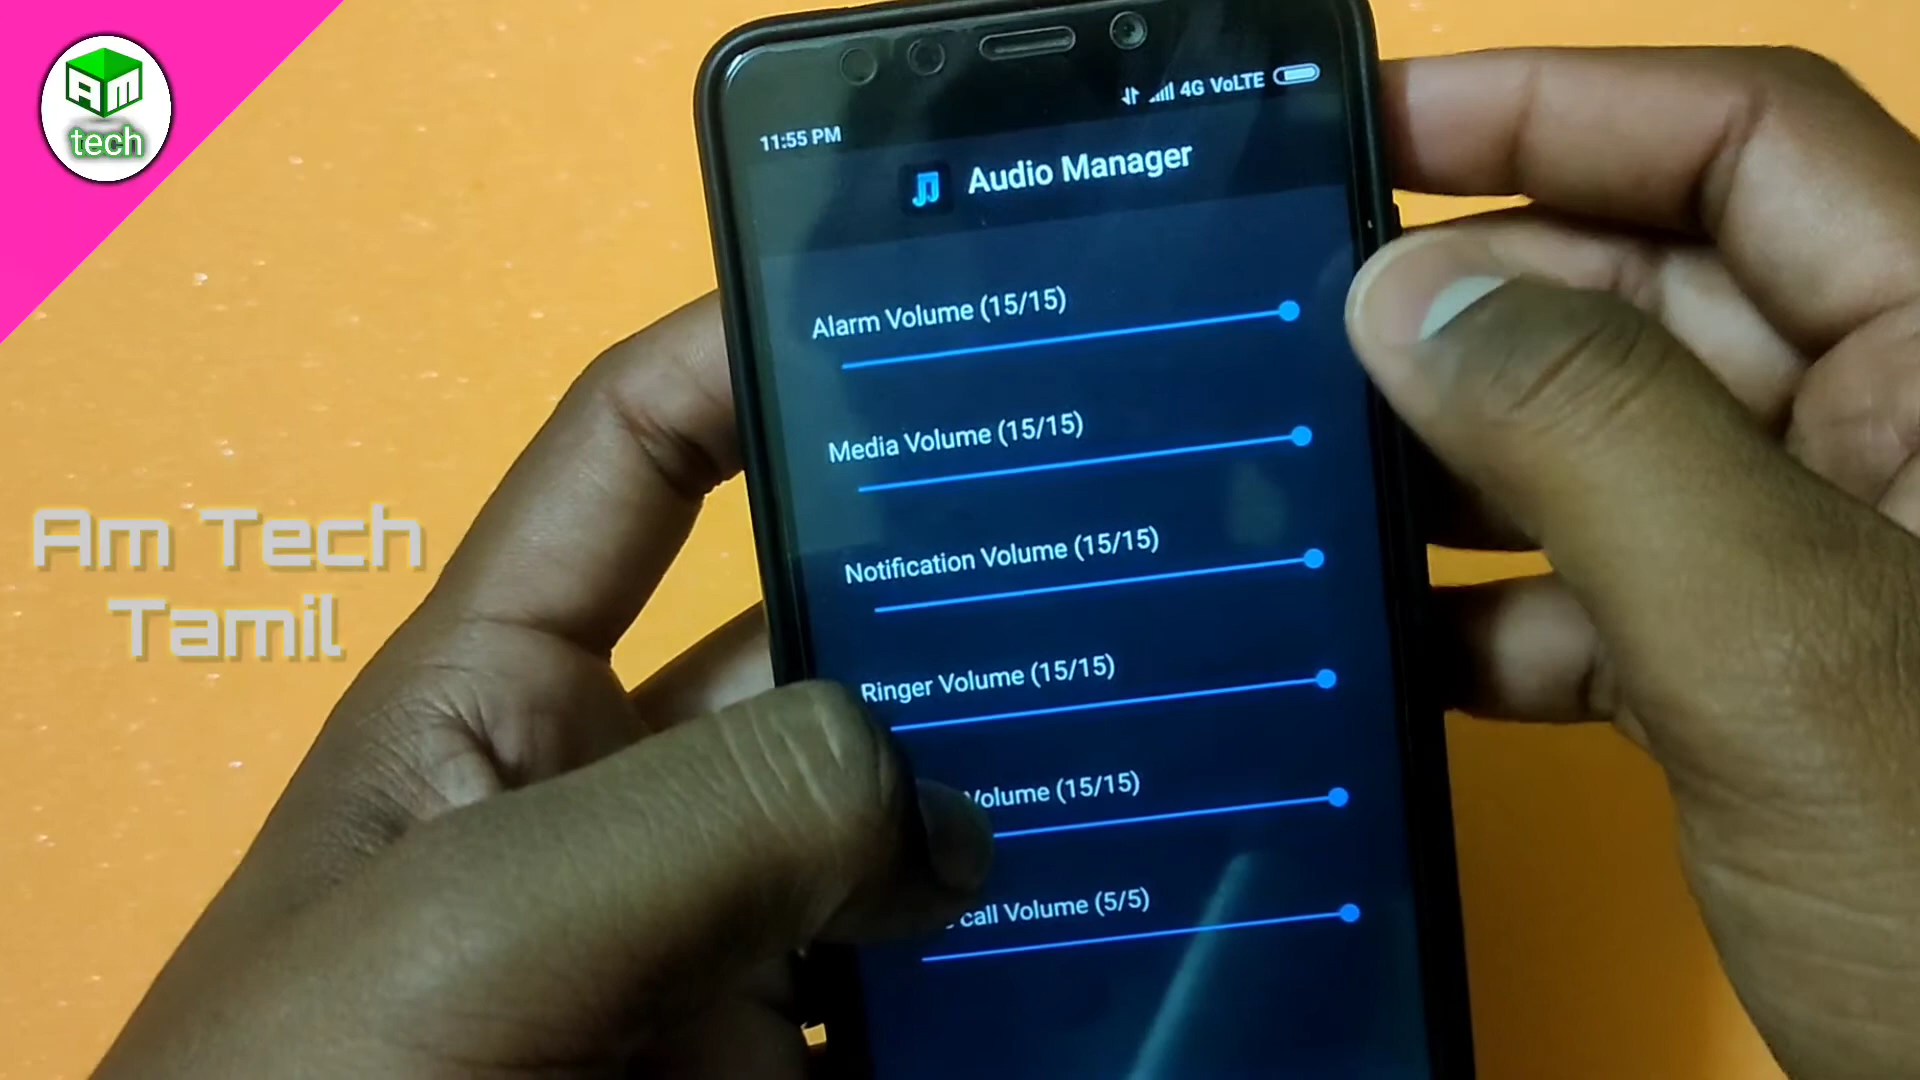 AM
tech
Am Tech
Tamil
11:55 PM
4G VoLTE
Audio Manager
Alarm Volume (15/15)
Media Volume (15/15)
Notification Volume (15/15)
Ringer Volume (15/15)
Volume (15/15)
call Volume (5/5)